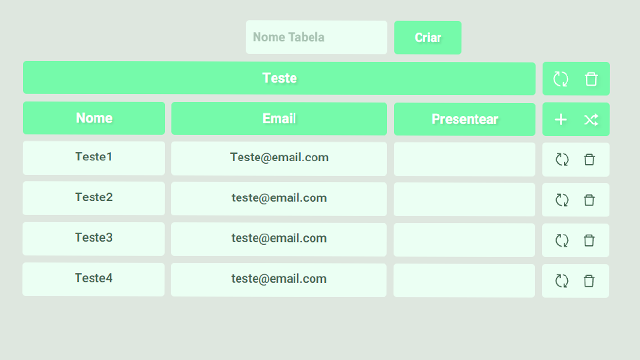 Nome Tabela Criar
Teste
Nome Email Presentear
Teste1 Teste@email.com
Teste2 teste@email.com
Teste3 teste@email.com
Teste4 teste@email.com